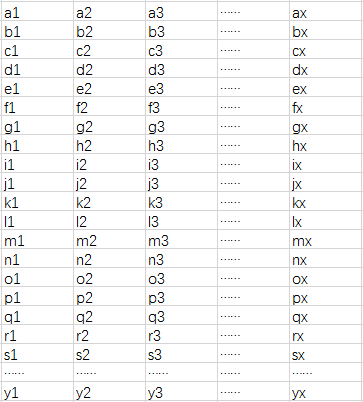 a1 a2 a3 …… ax
b1 b2 b3 …… bx
c1 c2 c3 …… cx
d1 d2 d3 …… dx
e1 e2 e3 …… ex
f1 f2 f3 …… fx
g1 g2 g3 …… gx
h1 h2 h3 …… hx
i1 i2 i3 …… ix
j1 j2 j3 …… jx
k1 k2 k3 …… kx
l1 l2 l3 …… lx
m1 m2 m3 …… mx
n1 n2 n3 …… nx
o1 o2 o3 …… ox
p1 p2 p3 …… px
q1 q2 q3 …… qx
r1 r2 r3 …… rx
s1 s2 s3 …… sx
…… …… …… …… ……
y1 y2 y3 …… yx